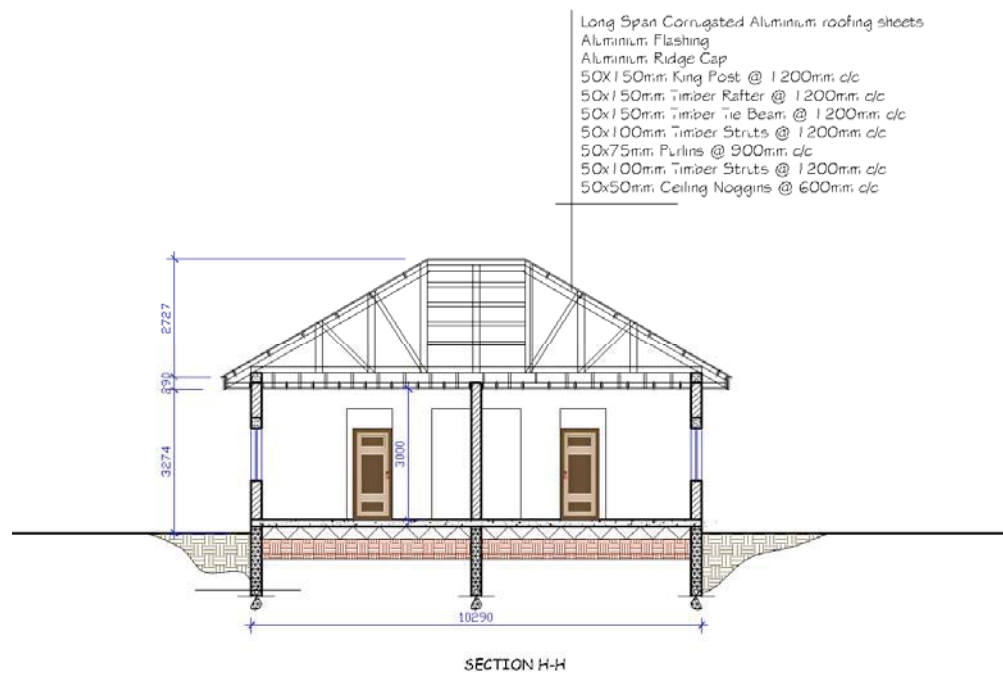 Long Span Corrugated Aluminium roofing sheets
Aluminium Flashing
Aluminium Ridge Cap
50X150mm King Post @ 1200mm c/c
50x150mm Timber Rafter @ 1200mm c/c
50x150mm Timber Tie Beam @ 1200mm c/c
50x100mm Timber Struts @ 1200mm c/c
50x75mm Purlins @ 900mm c/c
50x100mm Timber Struts @ 1200mm c/c
50x50mm Ceiling Noggins @ 600mm c/c
2727
3274
3000
10290
SECTION H-H